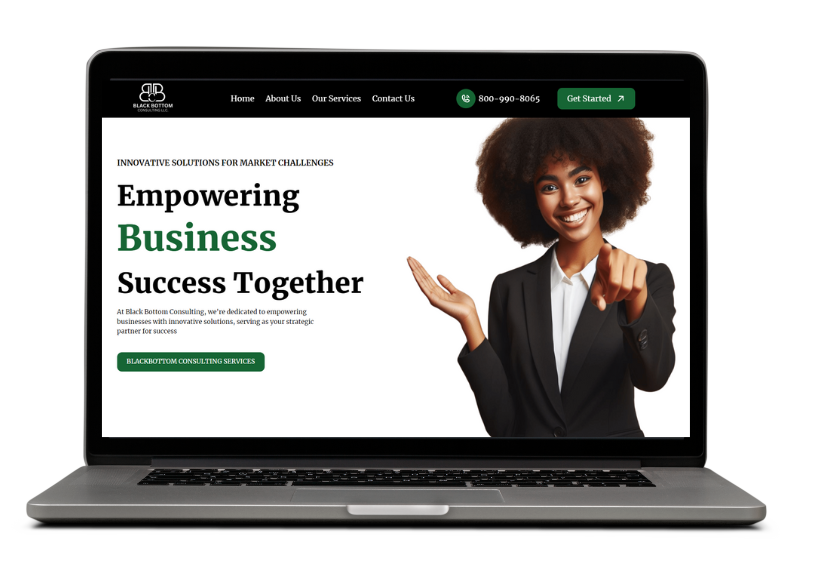 BLACK BOTTOM
CONSULTING LLC
Home About Us Our Services Contact Us
800-990-8065
Get Started
INNOVATIVE SOLUTIONS FOR MARKET CHALLENGES
Empowering
Business
Success Together
At Black Bottom Consulting, we're dedicated to empowering
businesses with innovative solutions, serving as your strategic
partner for success
BLACKBOTTOM CONSULTING SERVICES